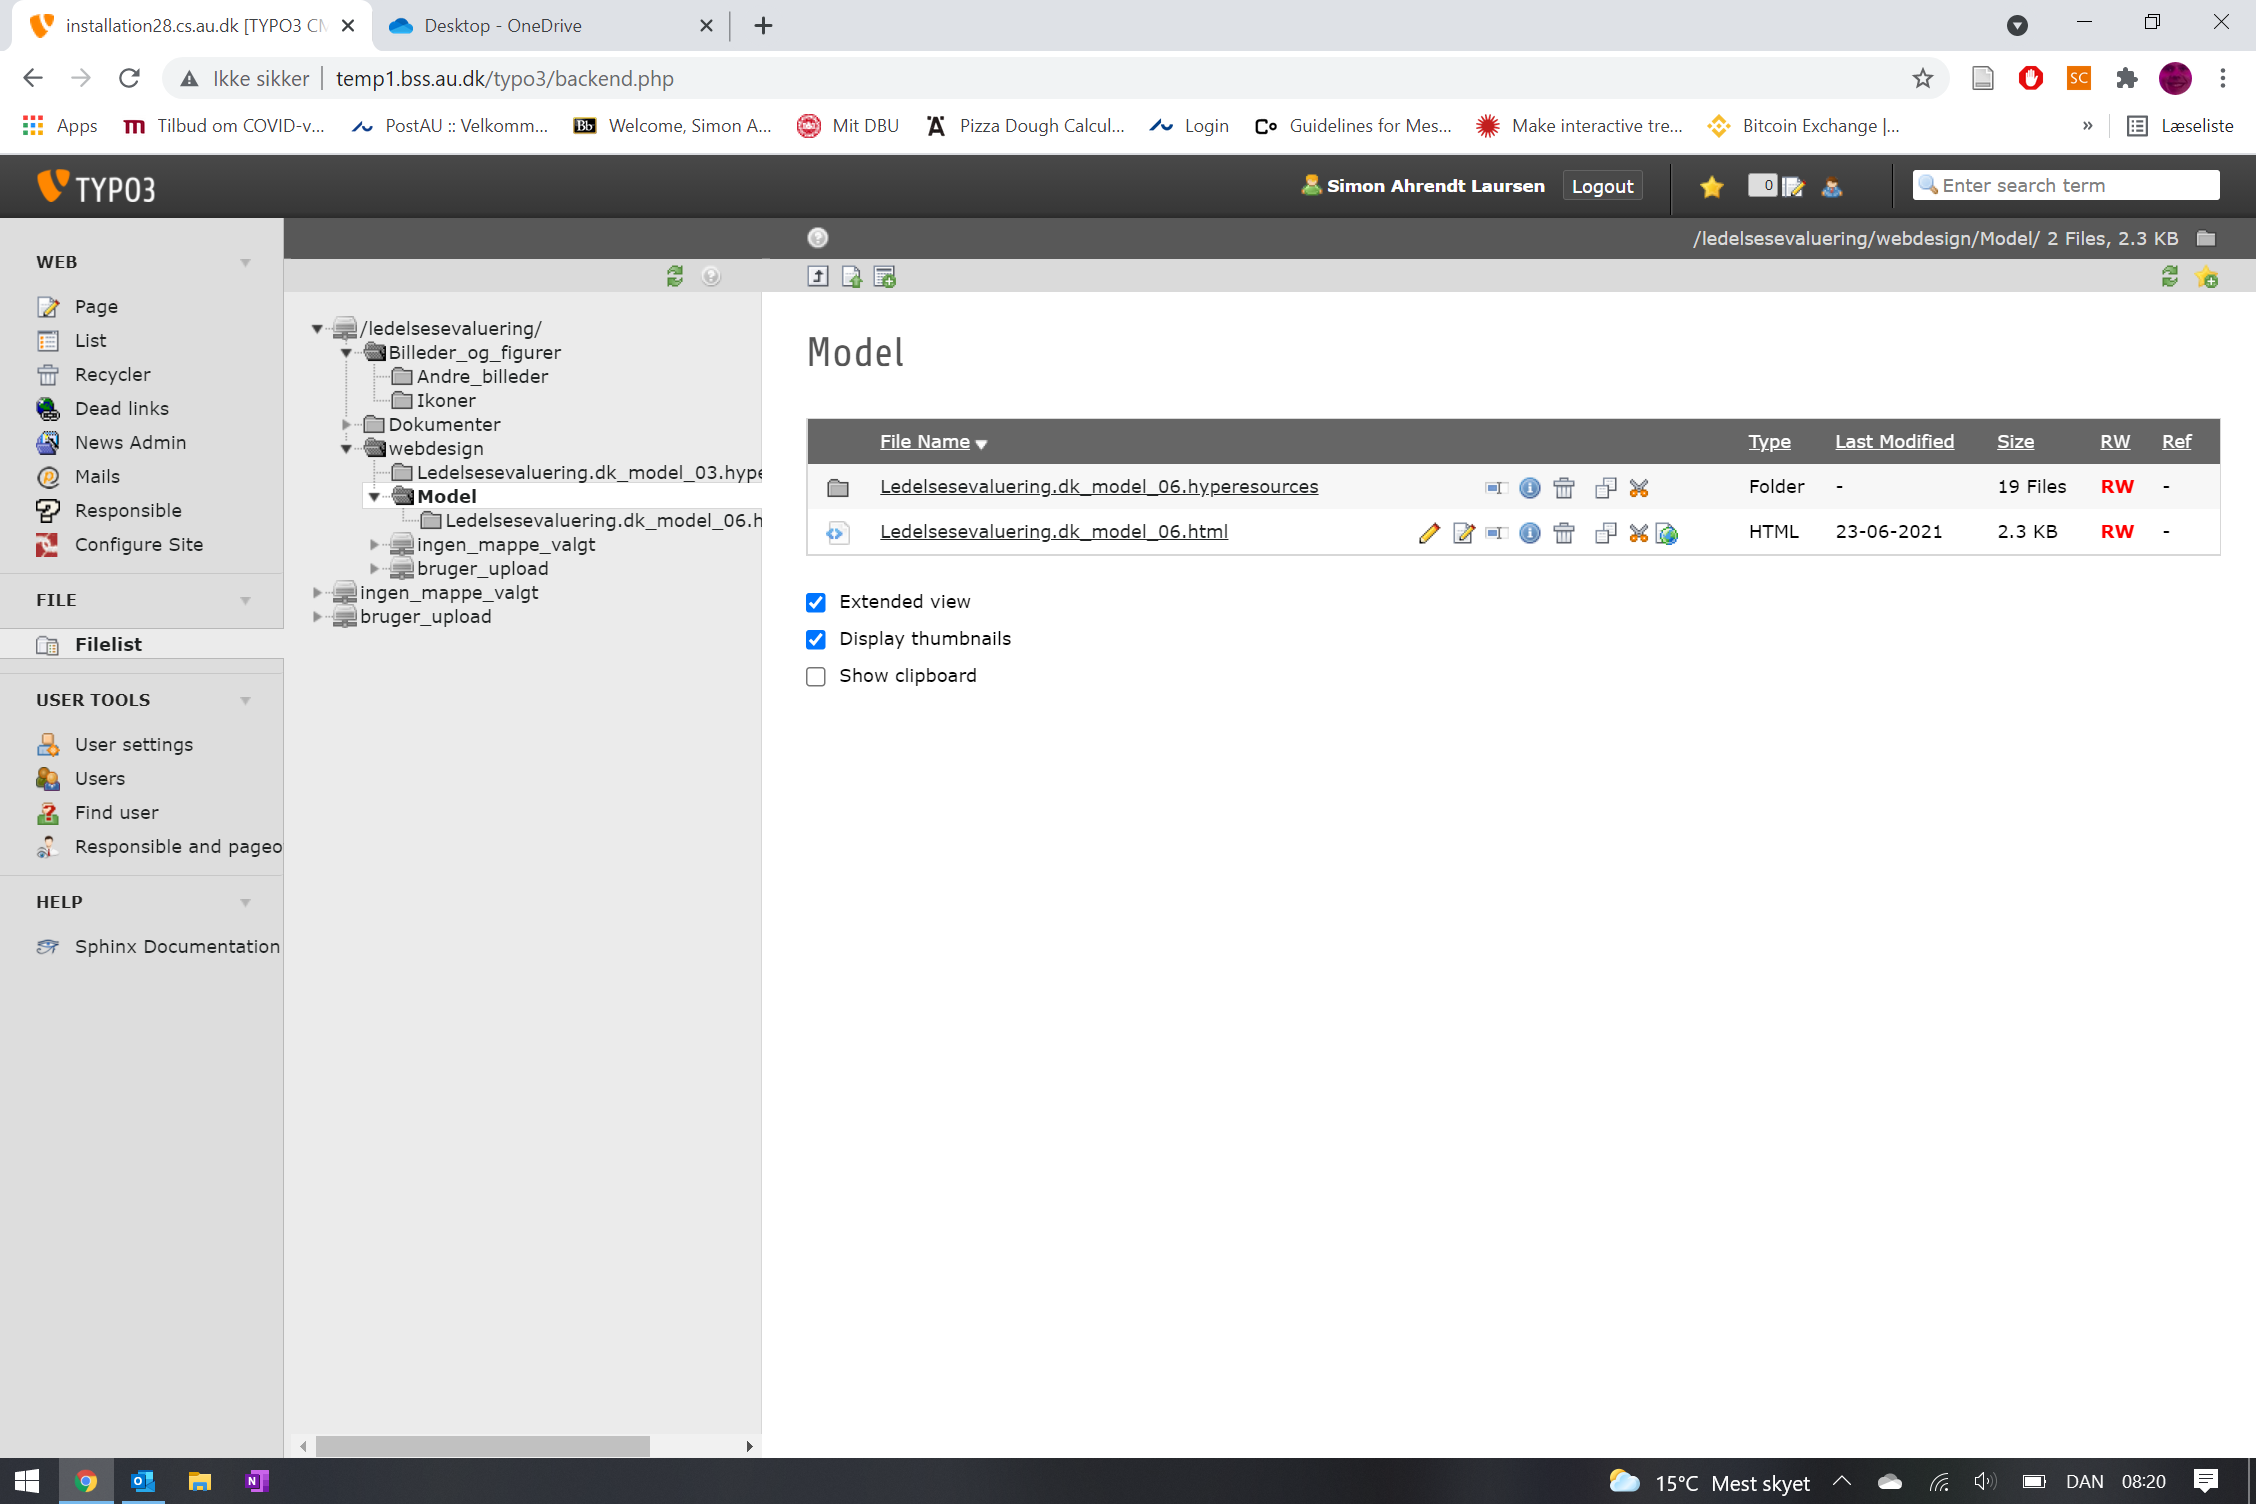 installation28.cs.au.dk [TYPO3 CM
Desktop - OneDrive
Ikke sikker
temp1.bss.au.dk/typo3/backend.php
SC
Apps
Tilbud om COVID-v...
PostAU :: Velkomm...
Bb
Welcome, Simon A...
Mit DBU
Pizza Dough Calcul...
Login
Guidelines for Mes...
Make interactive tre...
Bitcoin Exchange |...
»
Læseliste
TYPO3
Simon Ahrendt Laursen
Logout
0
Enter search term
/ledelsesevaluering/webdesign/Model/ 2 Files, 2.3 KB
WEB
Page
List
Recycler
Dead links
News Admin
Mails
Responsible
Configure Site
FILE
Filelist
USER TOOLS
User settings
Users
Find user
Responsible and pageo
HELP
Sphinx Documentation
/ledelsesevaluering/
Billeder_og_figurer
Andre_billeder
Ikoner
Dokumenter
webdesign
Ledelsesevaluering.dk_model_03.hype
Model
Ledelsesevaluering.dk_model_06.h
ingen_mappe_valgt
bruger_upload
ingen_mappe_valgt
bruger_upload
Model
File Name Type Last Modified Size RW Ref
Ledelsesevaluering.dk_model_06.hyperesources Folder - 19 Files RW -
Ledelsesevaluering.dk_model_06.html HTML 23-06-2021 2.3 KB RW -
Extended view
Display thumbnails
Show clipboard
15°C Mest skyet
DAN
08:20